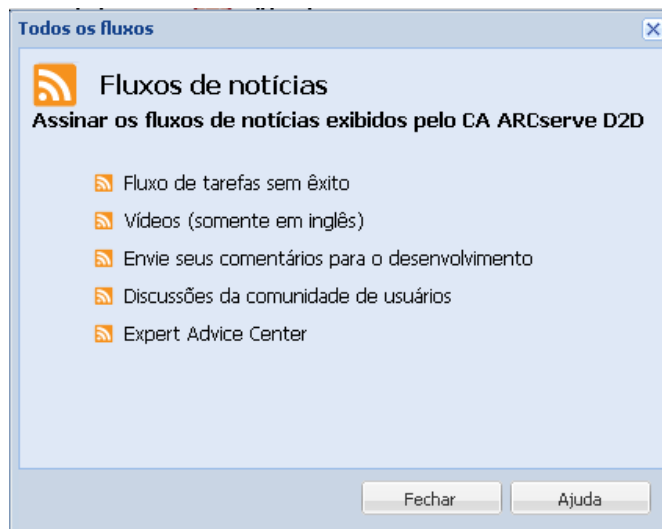 Todos os fluxos
Fluxos de notícias
Assinar os fluxos de notícias exibidos pelo CA ARCserve D2D
Fluxo de tarefas sem êxito
Vídeos (somente em inglês)
Envie seus comentários para o desenvolvimento
Discussões da comunidade de usuários
Expert Advice Center
Fechar Ajuda